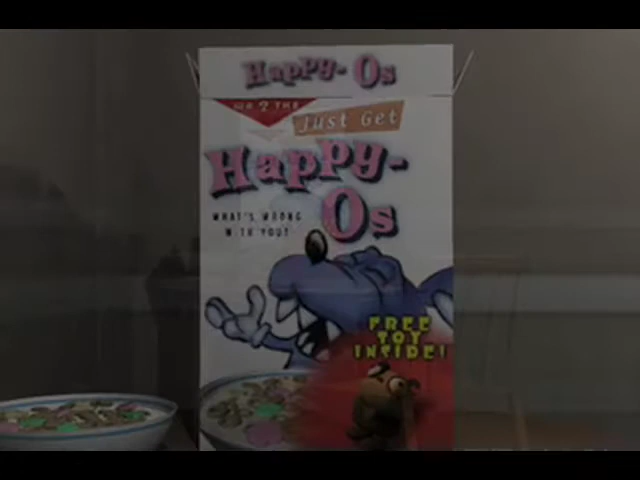 Happy-Os
Just Get
Happy-
Os
WHAT'S WRONG
WITH YOU?
FREE
TOY
INSIDE!